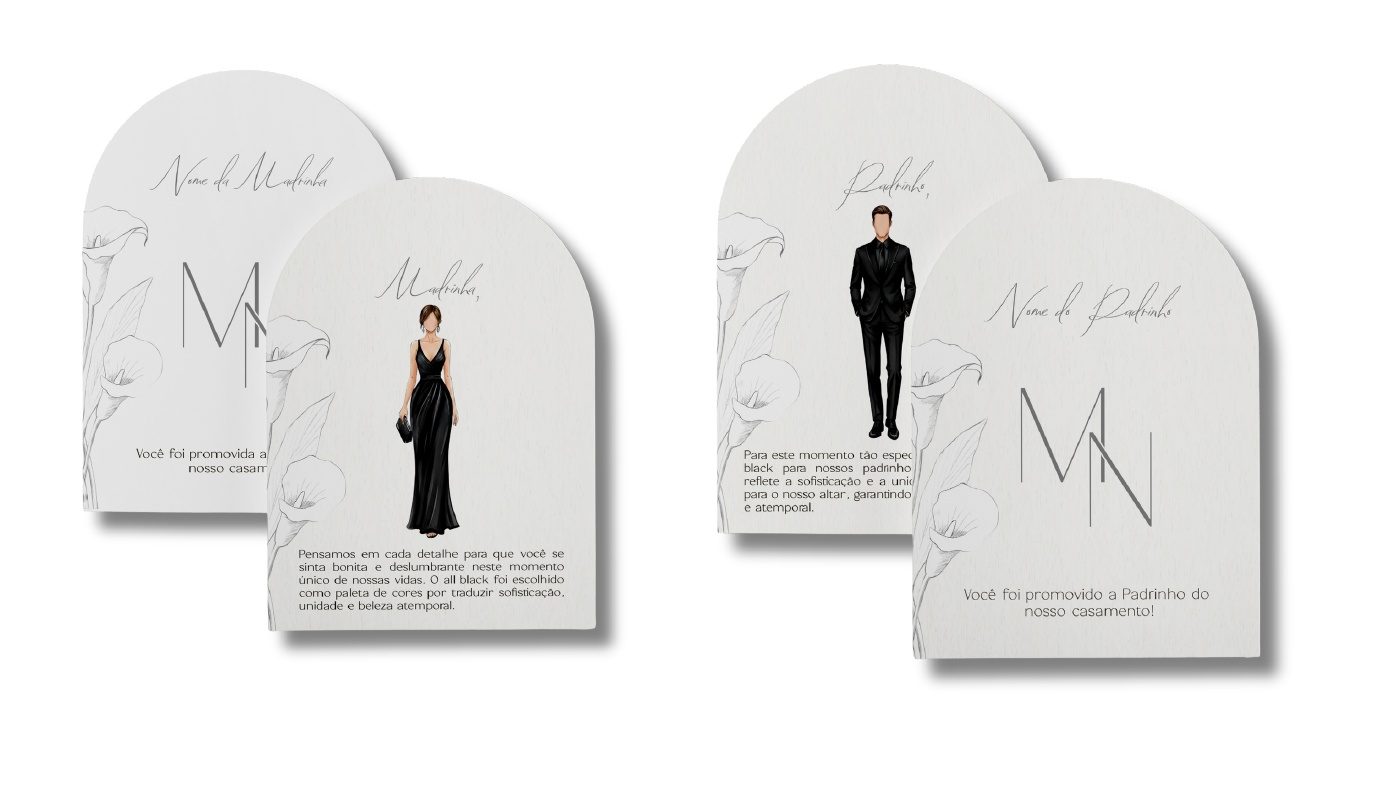 Nome da Madrinha
MN
Você foi promovida a
nosso casam
Madrinha,
Pensamos em cada detalhe para que você se
sinta bonita e deslumbrante neste momento
único de nossas vidas. O all black foi escolhido
como paleta de cores por traduzir sofisticação,
unidade e beleza atemporal.
Padrinho,
Para este momento tão espec
black para nossos padrinho
reflete a sofisticação e a unic
para o nosso altar, garantindo
e atemporal.
Nome do Padrinho
MN
Você foi promovido a Padrinho do
nosso casamento!